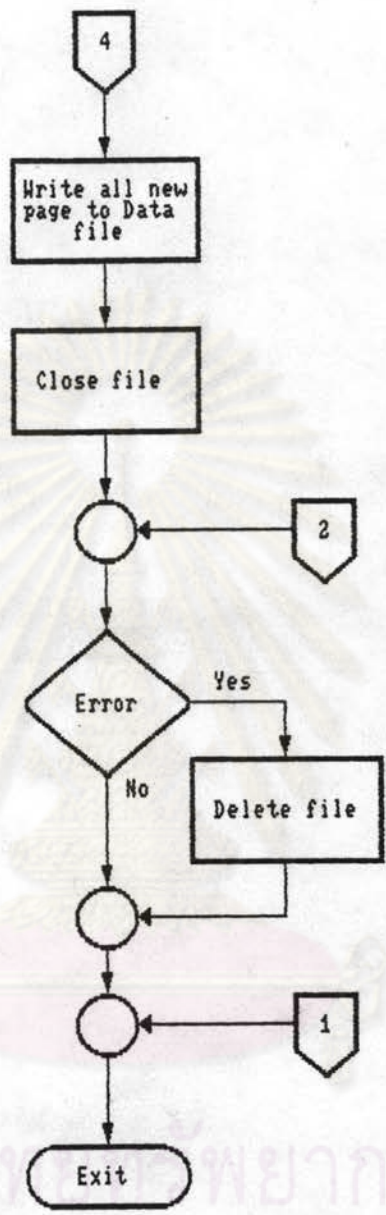 4
Write all new
page to Data
file
Close file
2
Error
Yes
No
Delete file
1
Exit